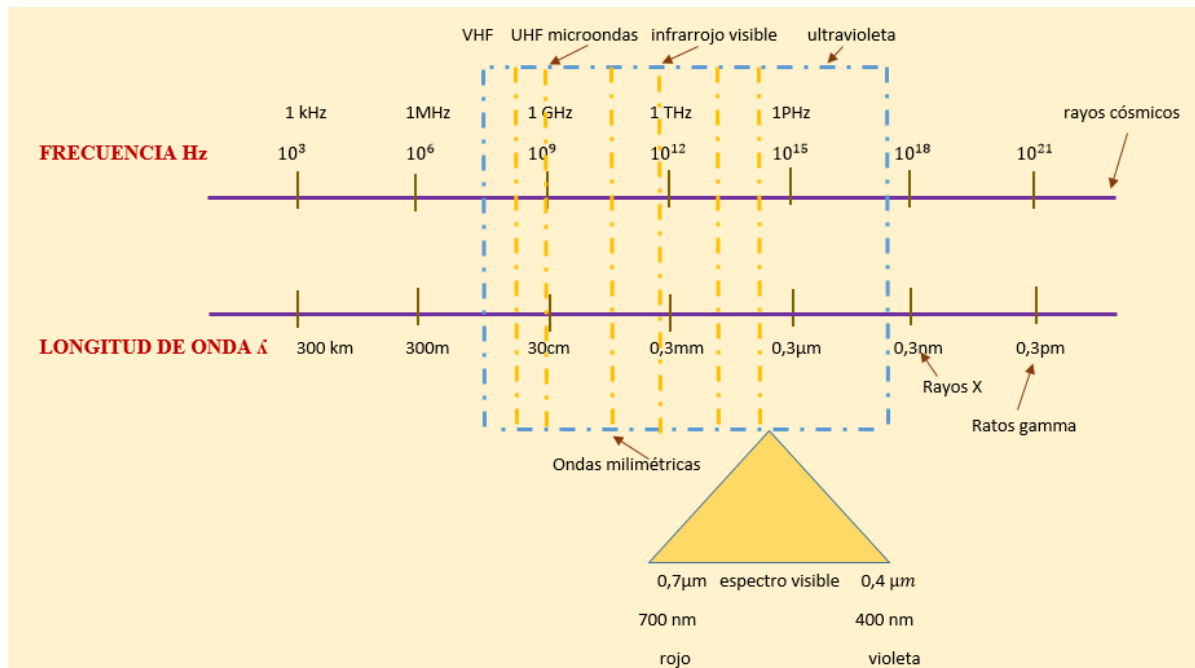 VHF UHF microondas infrarrojo visible ultravioleta
1 kHz 1MHz 1 GHz 1 THz 1PHz rayos cósmicos
FRECUENCIA Hz 10³ 10⁶ 10⁹ 10¹² 10¹⁵ 10¹⁸ 10²¹
LONGITUD DE ONDA ʎ 300 km 300m 30cm 0,3mm 0,3µm 0,3nm 0,3pm
Rayos X
Ratos gamma
Ondas milimétricas
0,7µm espectro visible 0,4 µm
700 nm 400 nm
rojo violeta